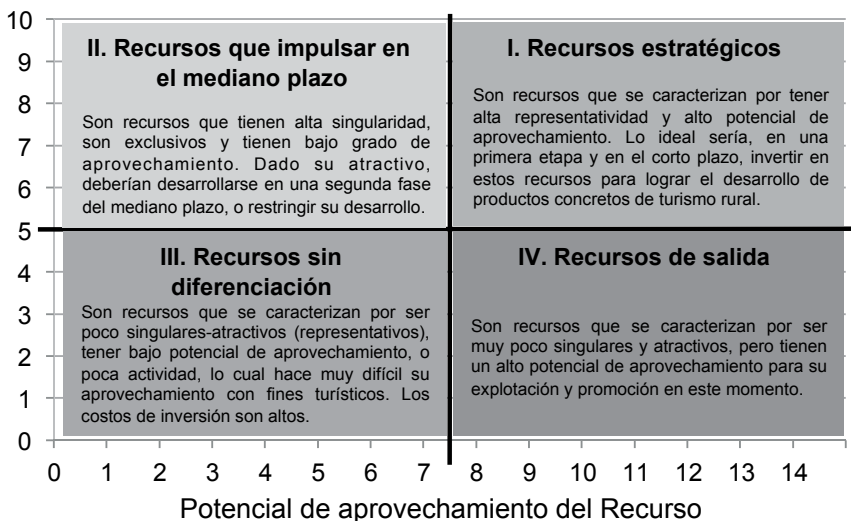 10
9
8
7
6
5
4
3
2
1
0
II. Recursos que impulsar en
el mediano plazo
Son recursos que tienen alta singularidad,
son exclusivos y tienen bajo grado de
aprovechamiento. Dado su atractivo,
deberían desarrollarse en una segunda fase
del mediano plazo, o restringir su desarrollo.
I. Recursos estratégicos
Son recursos que se caracterizan por tener
alta representatividad y alto potencial de
aprovechamiento. Lo ideal sería, en una
primera etapa y en el corto plazo, invertir en
estos recursos para lograr el desarrollo de
productos concretos de turismo rural.
III. Recursos sin
diferenciación
Son recursos que se caracterizan por ser
poco singulares-atractivos (representativos),
tener bajo potencial de aprovechamiento, o
poca actividad, lo cual hace muy difícil su
aprovechamiento con fines turísticos. Los
costos de inversión son altos.
IV. Recursos de salida
Son recursos que se caracterizan por ser
muy poco singulares y atractivos, pero tienen
un alto potencial de aprovechamiento para su
explotación y promoción en este momento.
0 1 2 3 4 5 6 7 8 9 10 11 12 13 14
Potencial de aprovechamiento del Recurso